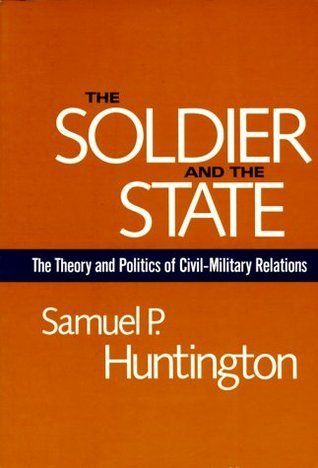 THE
SOLDIER
AND THE
STATE
The Theory and Politics of Civil-Military Relations
Samuel P.
Huntington